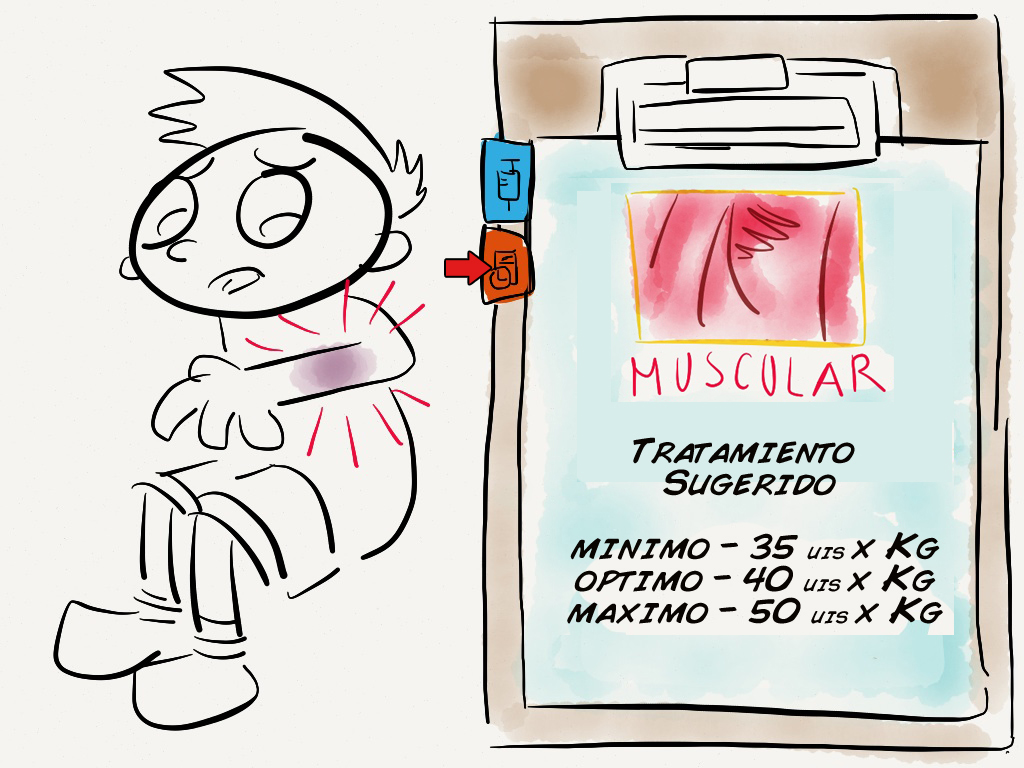 MUSCULAR
TRATAMIENTO
SUGERIDO
MINIMO - 35 UIS X KG
OPTIMO - 40 UIS X KG
MAXIMO - 50 UIS X KG